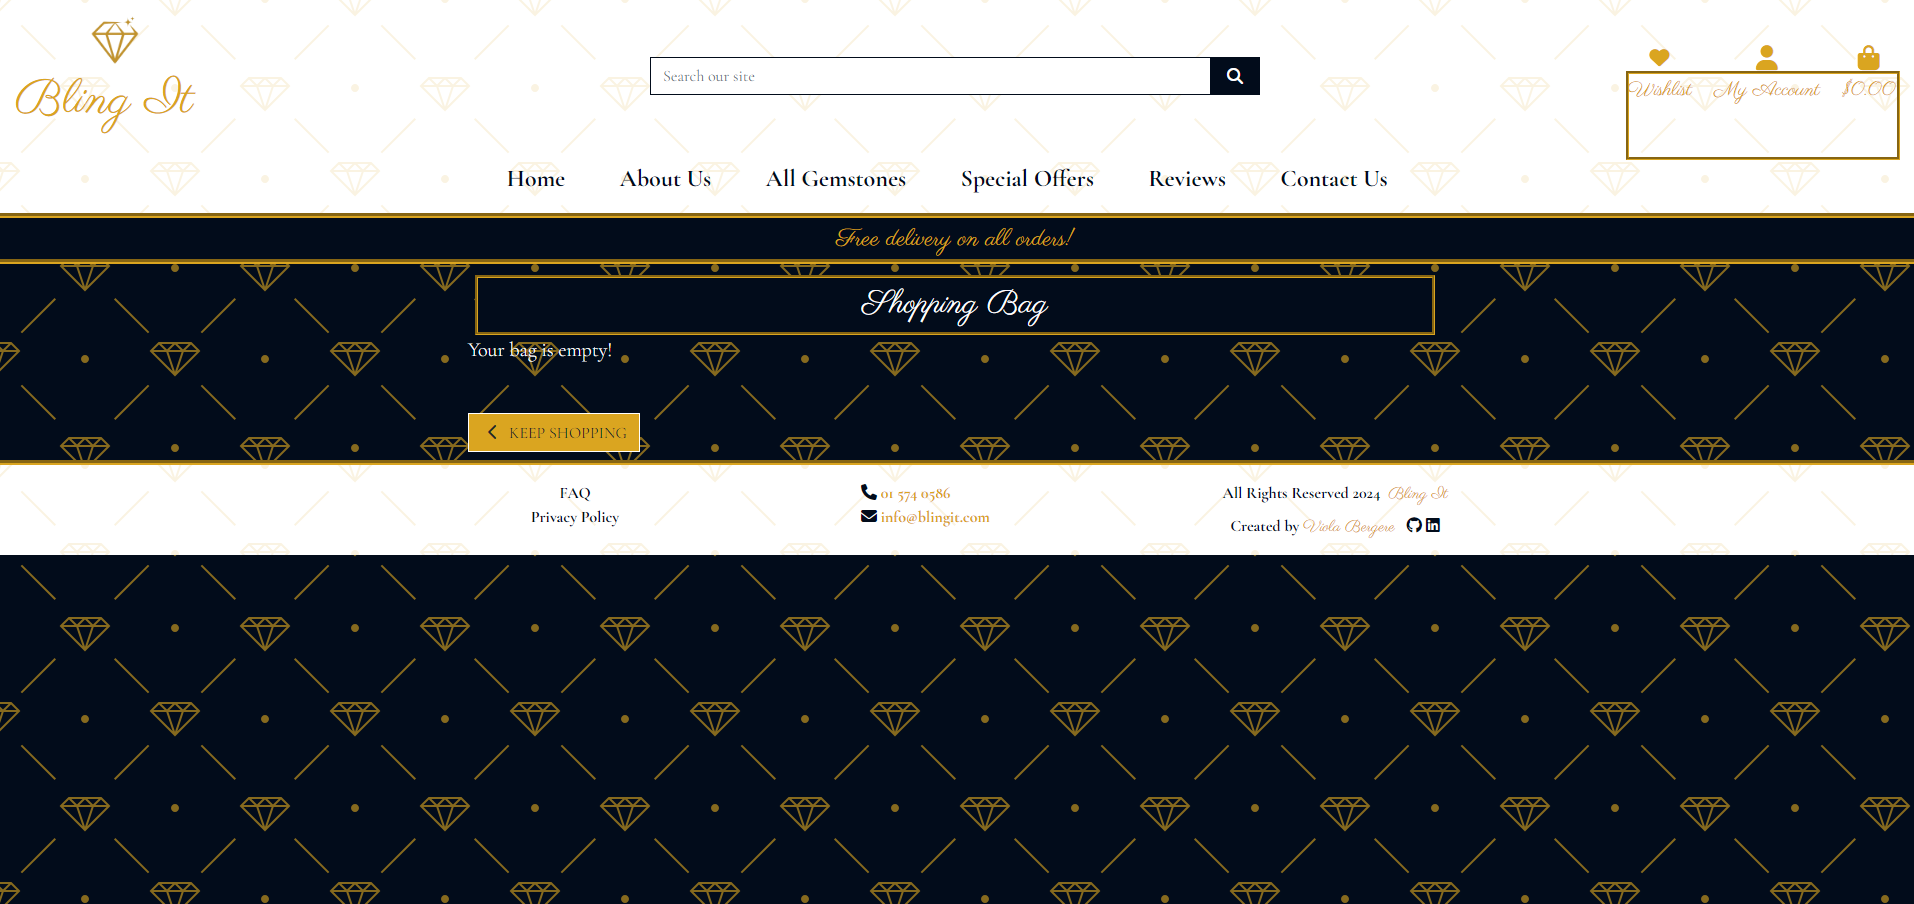 Bling It
Search our site
Wishlist My Account $0.00
Home About Us All Gemstones Special Offers Reviews Contact Us
Free delivery on all orders!
Shopping Bag
Your bag is empty!
KEEP SHOPPING
FAQ
Privacy Policy
01 574 0586
info@blingit.com
All Rights Reserved 2024 Bling It
Created by Viola Bergere